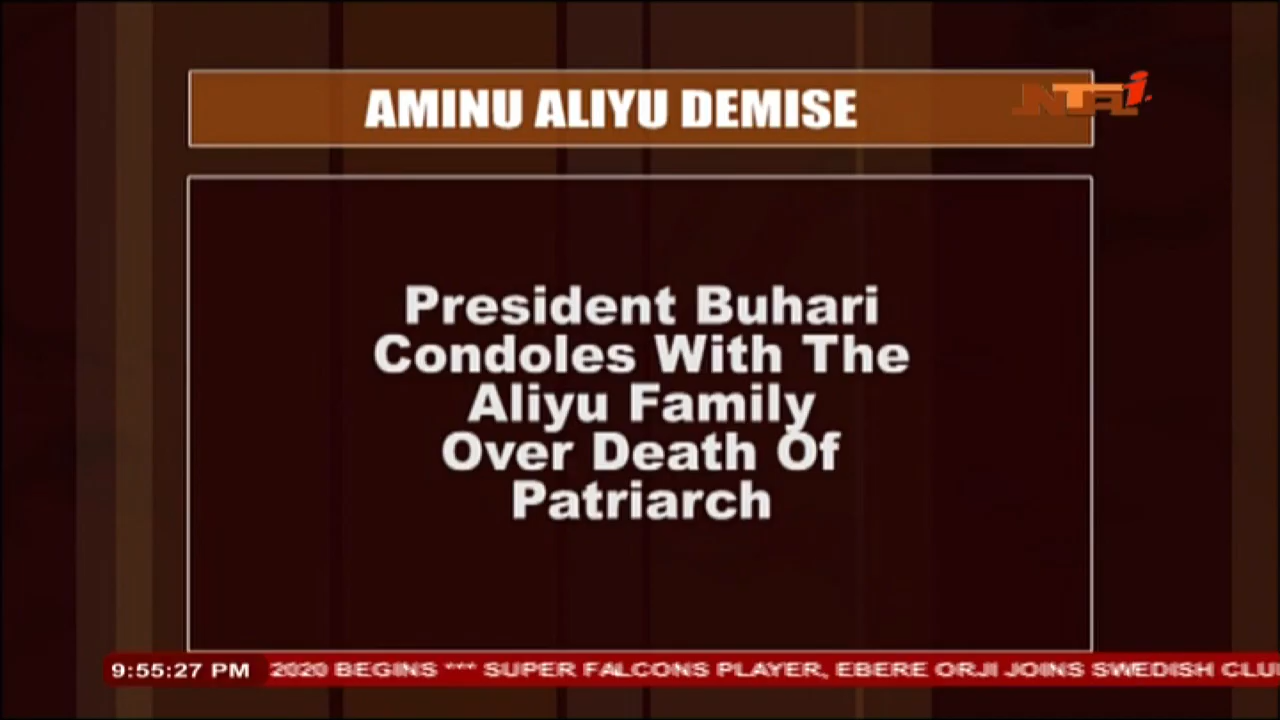 AMINU ALIYU DEMISE
NTAi
President Buhari
Condoles With The
Aliyu Family
Over Death Of
Patriarch
9:55:27 PM 2020 BEGINS *** SUPER FALCONS PLAYER, EBERE ORJI JOINS SWEDISH CLU